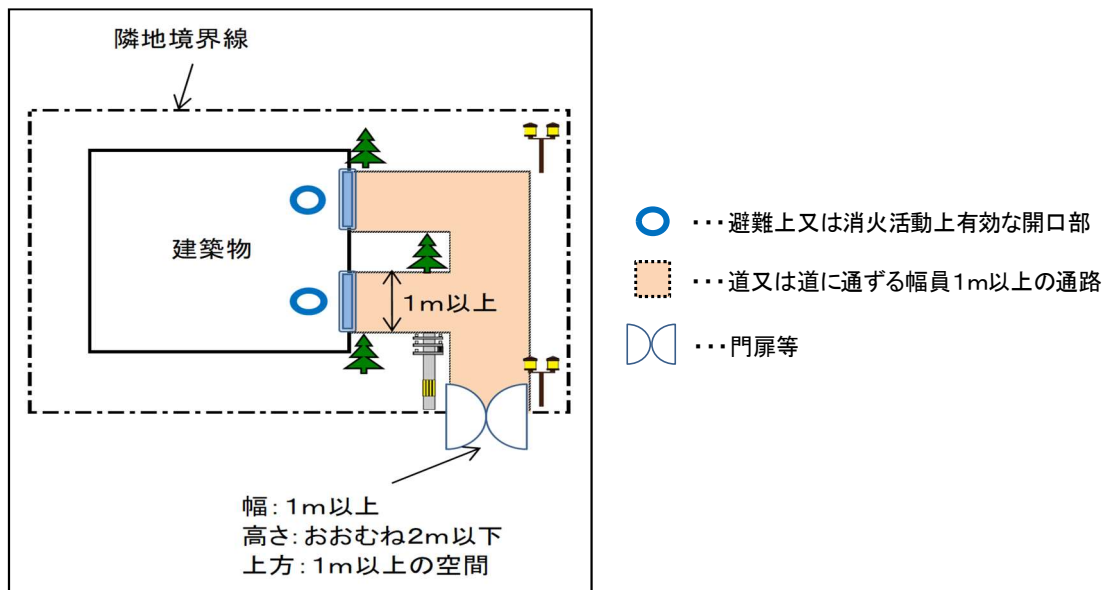 隣地境界線
建築物
1m以上
幅:1m以上
高さ:おおむね2m以下
上方:1m以上の空間
・・・避難上又は消火活動上有効な開口部
・・・道又は道に通ずる幅員1m以上の通路
・・・門扉等